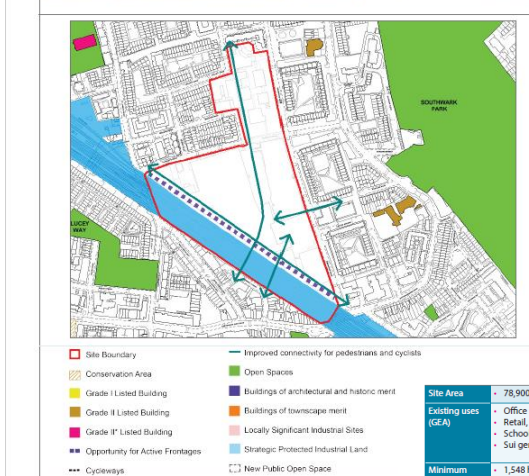 SOUTHWARK
PARK
LUCEY
WAY
Site Boundary
Improved connectivity for pedestrians and cyclists
Conservation Area
Open Spaces
Grade I Listed Building
Buildings of architectural and historic merit
Grade II Listed Building
Buildings of townscape merit
Grade II* Listed Building
Locally Significant Industrial Sites
Opportunity for Active Frontages
Strategic Protected Industrial Land
Cycleways
New Public Open Space
Site Area • 78,900
Existing uses • Office
(GEA) • Retail,
• School
• Sui gen
Minimum • 1,548 l